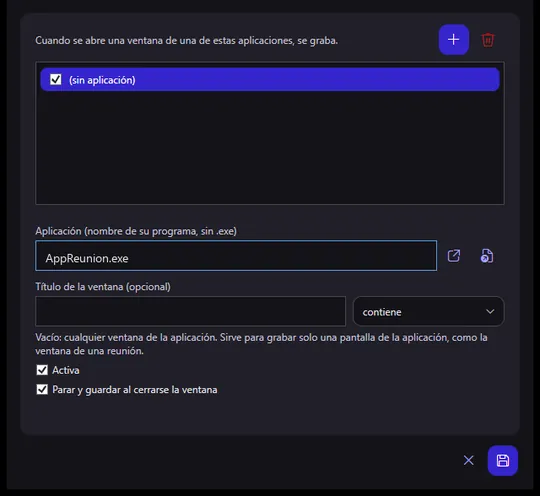 Cuando se abre una ventana de una de estas aplicaciones, se graba.
(sin aplicación)
Aplicación (nombre de su programa, sin .exe)
AppReunion.exe
Título de la ventana (opcional)
contiene
Vacío: cualquier ventana de la aplicación. Sirve para grabar solo una pantalla de la aplicación, como la
ventana de una reunión.
Activa
Parar y guardar al cerrarse la ventana